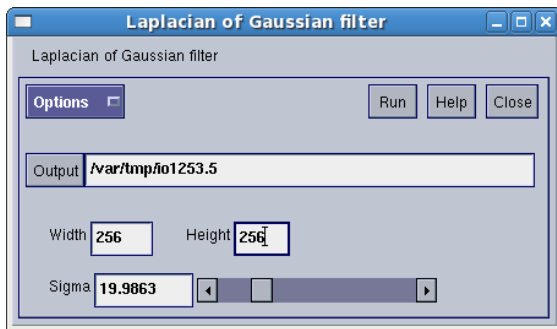 Laplacian of Gaussian filter
Laplacian of Gaussian filter
Options Run Help Close
Output /var/tmp/io1253.5
Width 256 Height 256
Sigma 19.9863